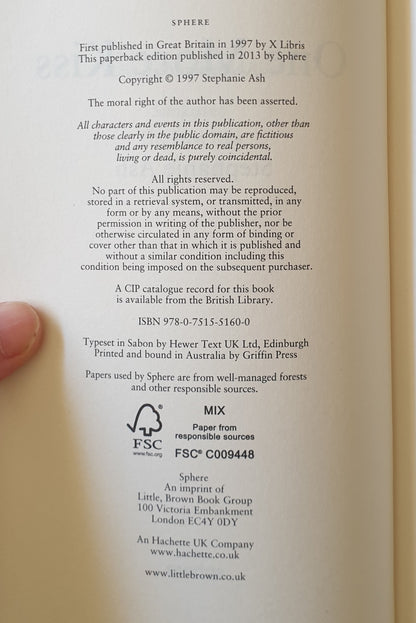 SPHERE
First published in Great Britain in 1997 by X Libris
This paperback edition published in 2013 by Sphere
Copyright © 1997 Stephanie Ash
The moral right of the author has been asserted.
All characters and events in this publication, other than
those clearly in the public domain, are fictitious
and any resemblance to real persons,
living or dead, is purely coincidental.
All rights reserved.
No part of this publication may be reproduced,
stored in a retrieval system, or transmitted, in any
form or by any means, without the prior
permission in writing of the publisher, nor be
otherwise circulated in any form of binding or
cover other than that in which it is published and
without a similar condition including this
condition being imposed on the subsequent purchaser.
A CIP catalogue record for this book
is available from the British Library.
ISBN 978-0-7515-5160-0
Typeset in Sabon by Hewer Text UK Ltd, Edinburgh
Printed and bound in Australia by Griffin Press
Papers used by Sphere are from well-managed forests
and other responsible sources.
FSC
www.fsc.org
MIX
Paper from
responsible sources
FSC® C009448
Sphere
An imprint of
Little, Brown Book Group
100 Victoria Embankment
London EC4Y 0DY
An Hachette UK Company
www.hachette.co.uk
www.littlebrown.co.uk